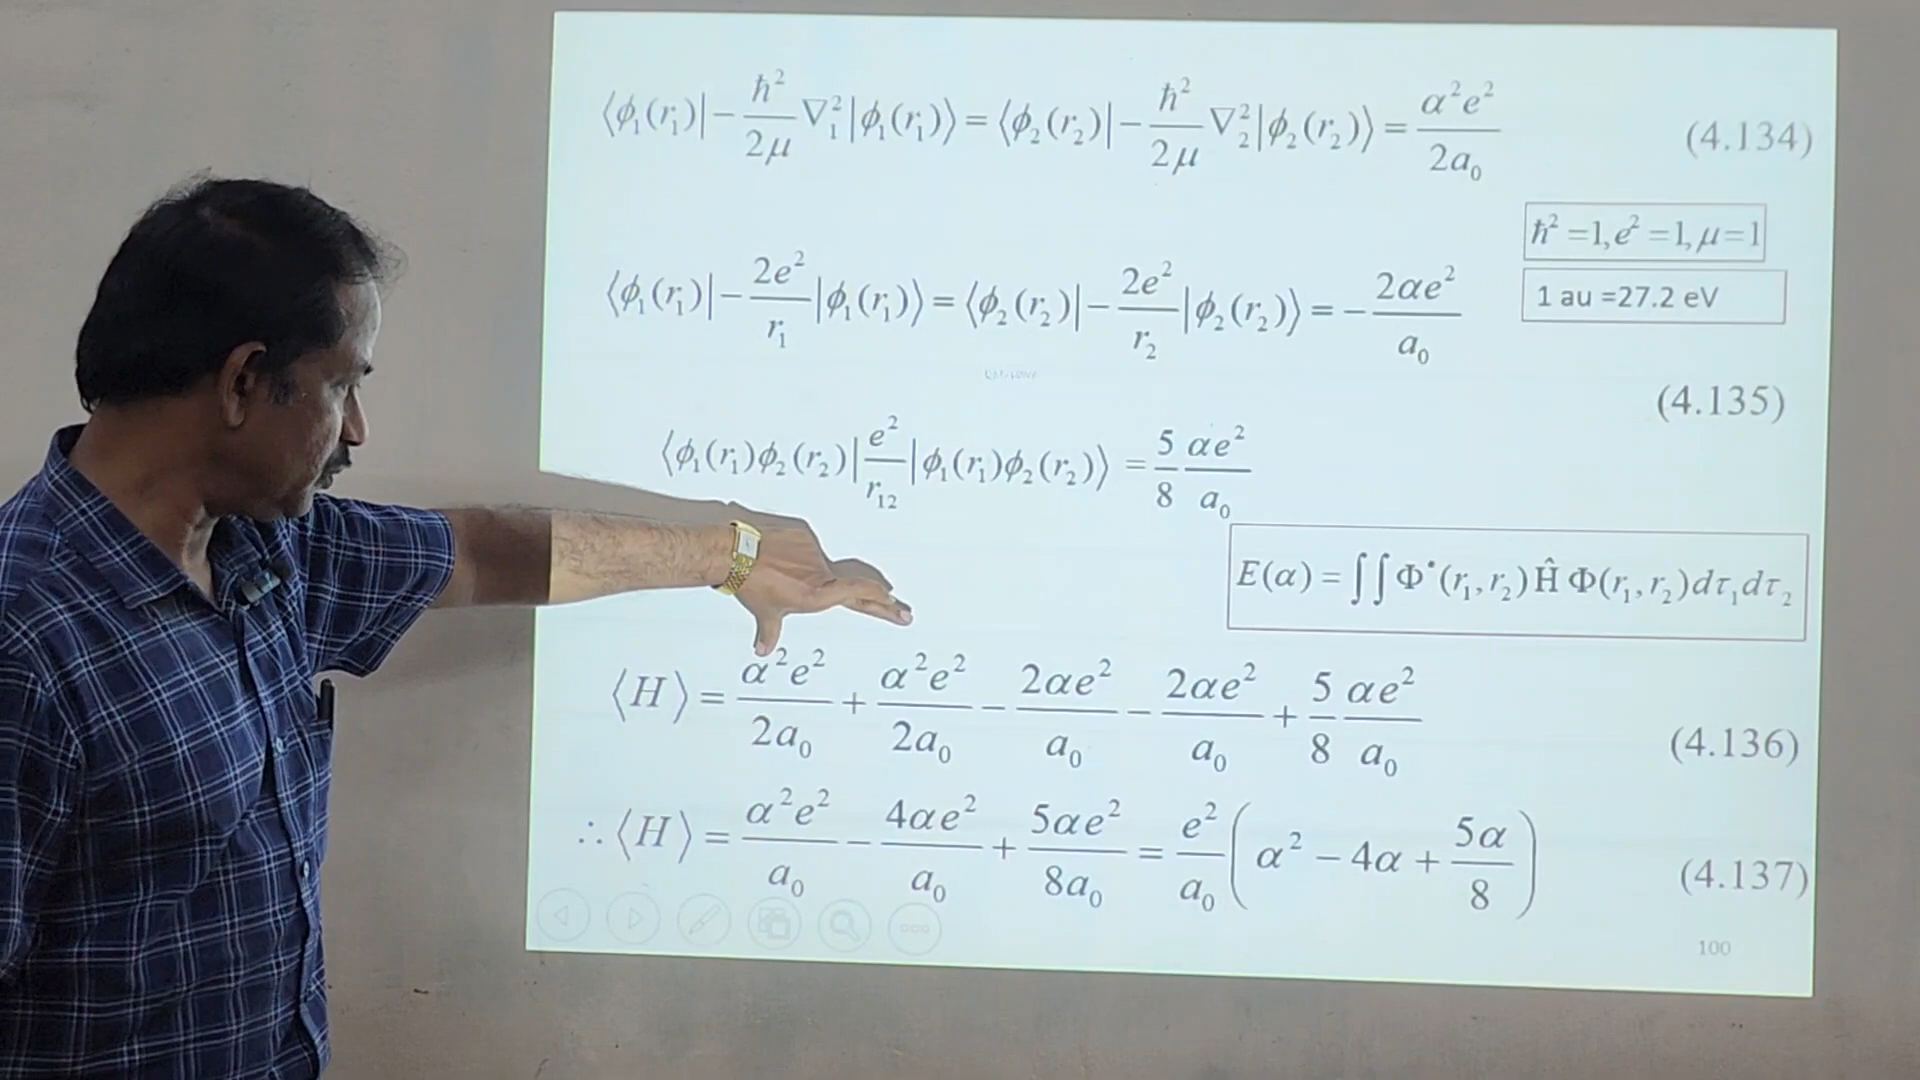 ⟨ϕ₁(r₁)|−ℏ²/2μ ∇₁²|ϕ₁(r₁)⟩ = ⟨ϕ₂(r₂)|−ℏ²/2μ ∇₂²|ϕ₂(r₂)⟩ = α²e²/2a₀ (4.134)
ℏ² =1, e² =1, μ=1
1 au =27.2 eV
⟨ϕ₁(r₁)|−2e²/r₁|ϕ₁(r₁)⟩ = ⟨ϕ₂(r₂)|−2e²/r₂|ϕ₂(r₂)⟩ = −2αe²/a₀
(4.135)
⟨ϕ₁(r₁)ϕ₂(r₂)|e²/r₁₂|ϕ₁(r₁)ϕ₂(r₂)⟩ = 5/8 αe²/a₀
E(α) = ∫∫Φ*(r₁, r₂)Ĥ Φ(r₁, r₂)dτ₁dτ₂
⟨H⟩ = α²e²/2a₀ + α²e²/2a₀ − 2αe²/a₀ − 2αe²/a₀ + 5/8 αe²/a₀ (4.136)
∴ ⟨H⟩ = α²e²/a₀ − 4αe²/a₀ + 5αe²/8a₀ = e²/a₀ (α² − 4α + 5α/8) (4.137)
100